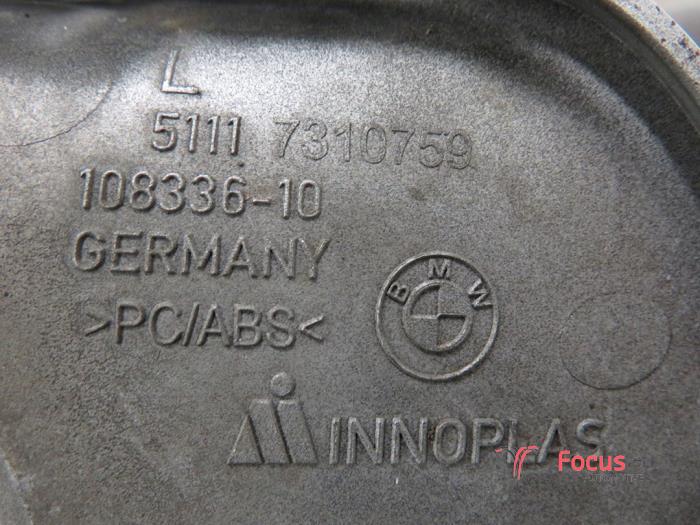 L
5111 7310759
108336-10
GERMANY
>PC/ABS<
BMW
INNOPLAS
Focus